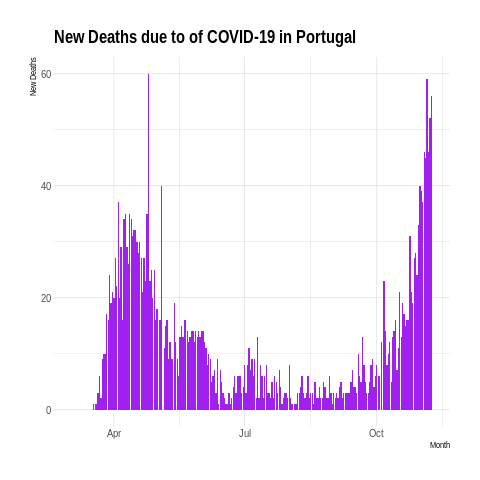 New Deaths due to of COVID-19 in Portugal
New Deaths
60
40
20
0
Apr
Jul
Oct
Month